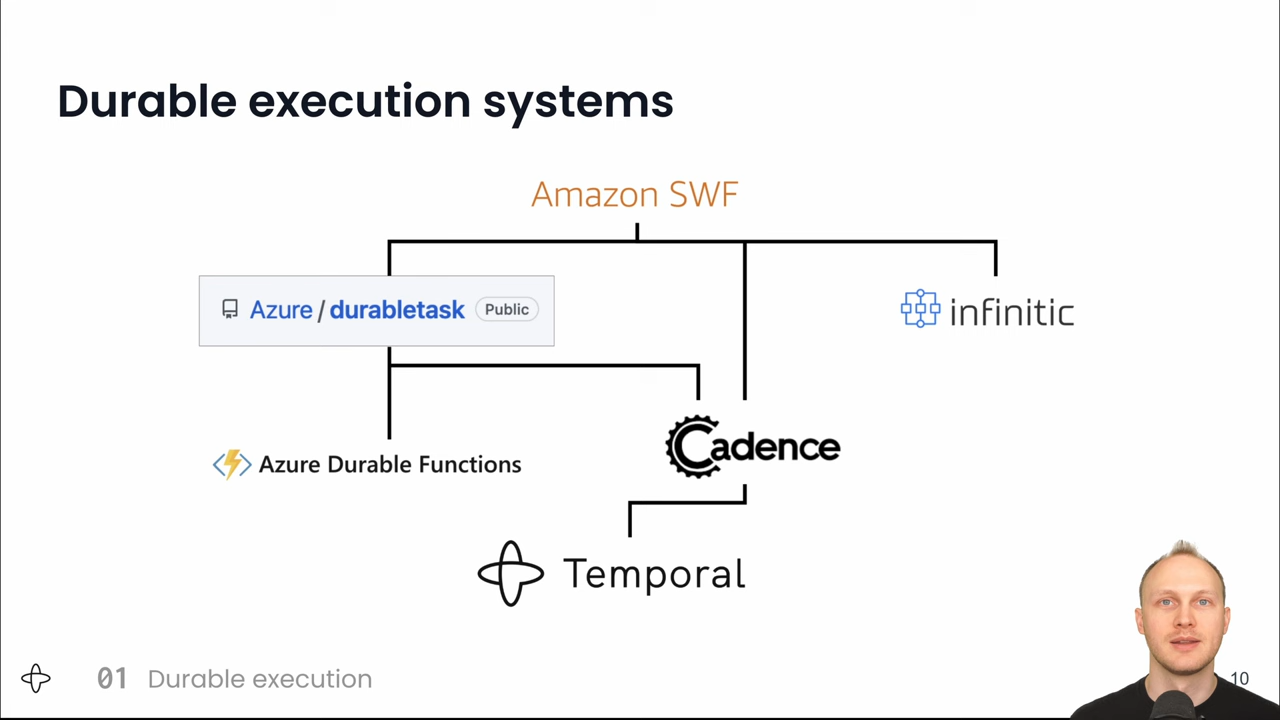 Durable execution systems
Amazon SWF
Azure / durabletask Public
infinitic
Cadence
Azure Durable Functions
Temporal
01 Durable execution
10